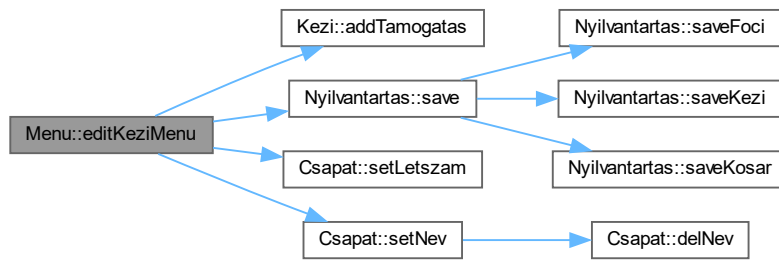 Kezi::addTamogatas
Nyilvantartas::saveFoci
Nyilvantartas::save
Nyilvantartas::saveKezi
Menu::editKeziMenu
Csapat::setLetszam
Nyilvantartas::saveKosar
Csapat::setNev
Csapat::delNev